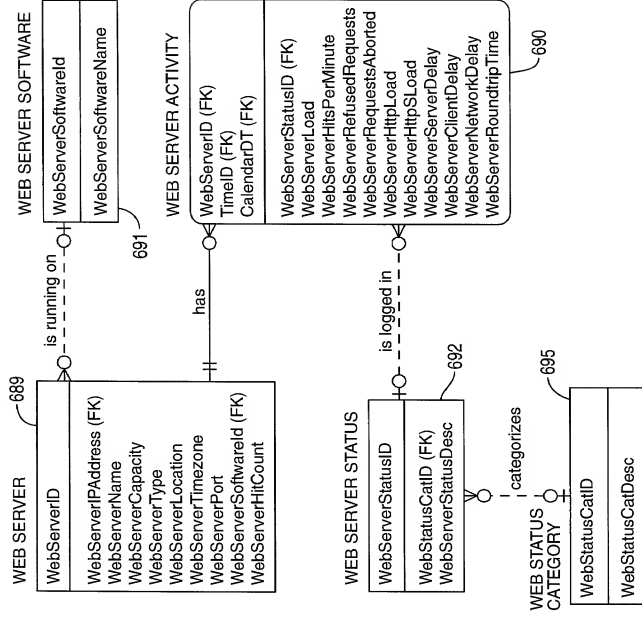 WEB SERVER
689
WebServerID
WebServerIPAddress (FK)
WebServerName
WebServerCapacity
WebServerType
WebServerLocation
WebServerTimezone
WebServerPort
WebServerSoftwareId (FK)
WebServerHitCount
is running on
WEB SERVER SOFTWARE
WebServerSoftwareId
WebServerSoftwareName
691
has
WEB SERVER ACTIVITY
WebServerID (FK)
TimeID (FK)
CalendarDT (FK)
WebServerStatusID (FK)
WebServerLoad
WebServerHitsPerMinute
WebServerRefusedRequests
WebServerRequestsAborted
WebServerHttpLoad
WebServerHttpSLoad
WebServerServerDelay
WebServerClientDelay
WebServerNetworkDelay
WebServerRoundtripTime
690
is logged in
WEB SERVER STATUS
692
WebServerStatusID
WebStatusCatID (FK)
WebServerStatusDesc
categorizes
WEB STATUS
CATEGORY
695
WebStatusCatID
WebStatusCatDesc